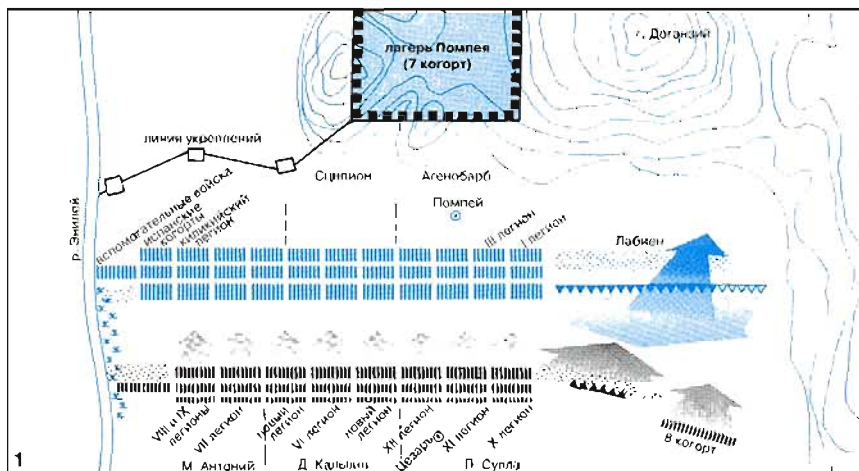 лагерь Помпея
(7 когорт)
г. Доганзий
линия укреплений
Сципион
Агенобарб
Помпей
р. Энипей
вспомогательные войска
испанские
когорты
киликийский
легион
III легион
I легион
Лабиен
VIII и IX
легионы
VII легион
новый
легион
VI легион
новый
легион
XII легион
Цезарь
XI легион
X легион
8 когорт
М. Антоний
Д. Кальвин
П. Сулла
1